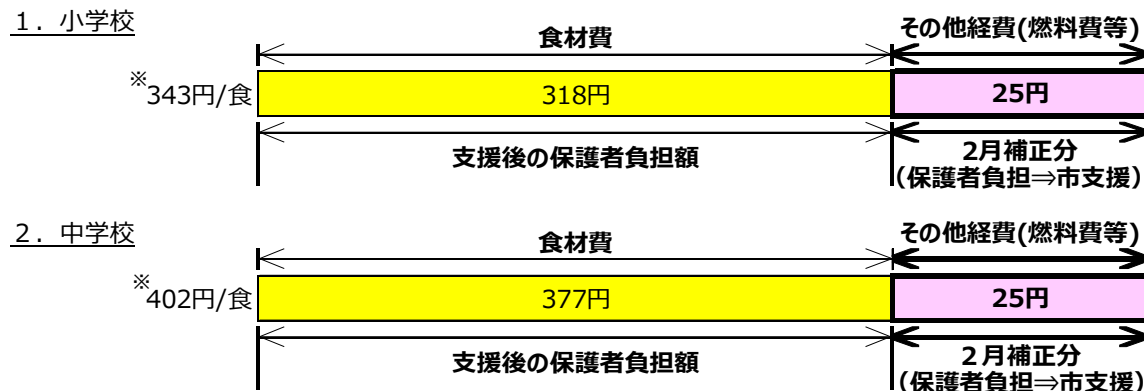 1．小学校
食材費
その他経費(燃料費等)
※343円/食
318円
25円
支援後の保護者負担額
2月補正分
(保護者負担⇒市支援)
2．中学校
食材費
その他経費(燃料費等)
※402円/食
377円
25円
支援後の保護者負担額
2月補正分
(保護者負担⇒市支援)